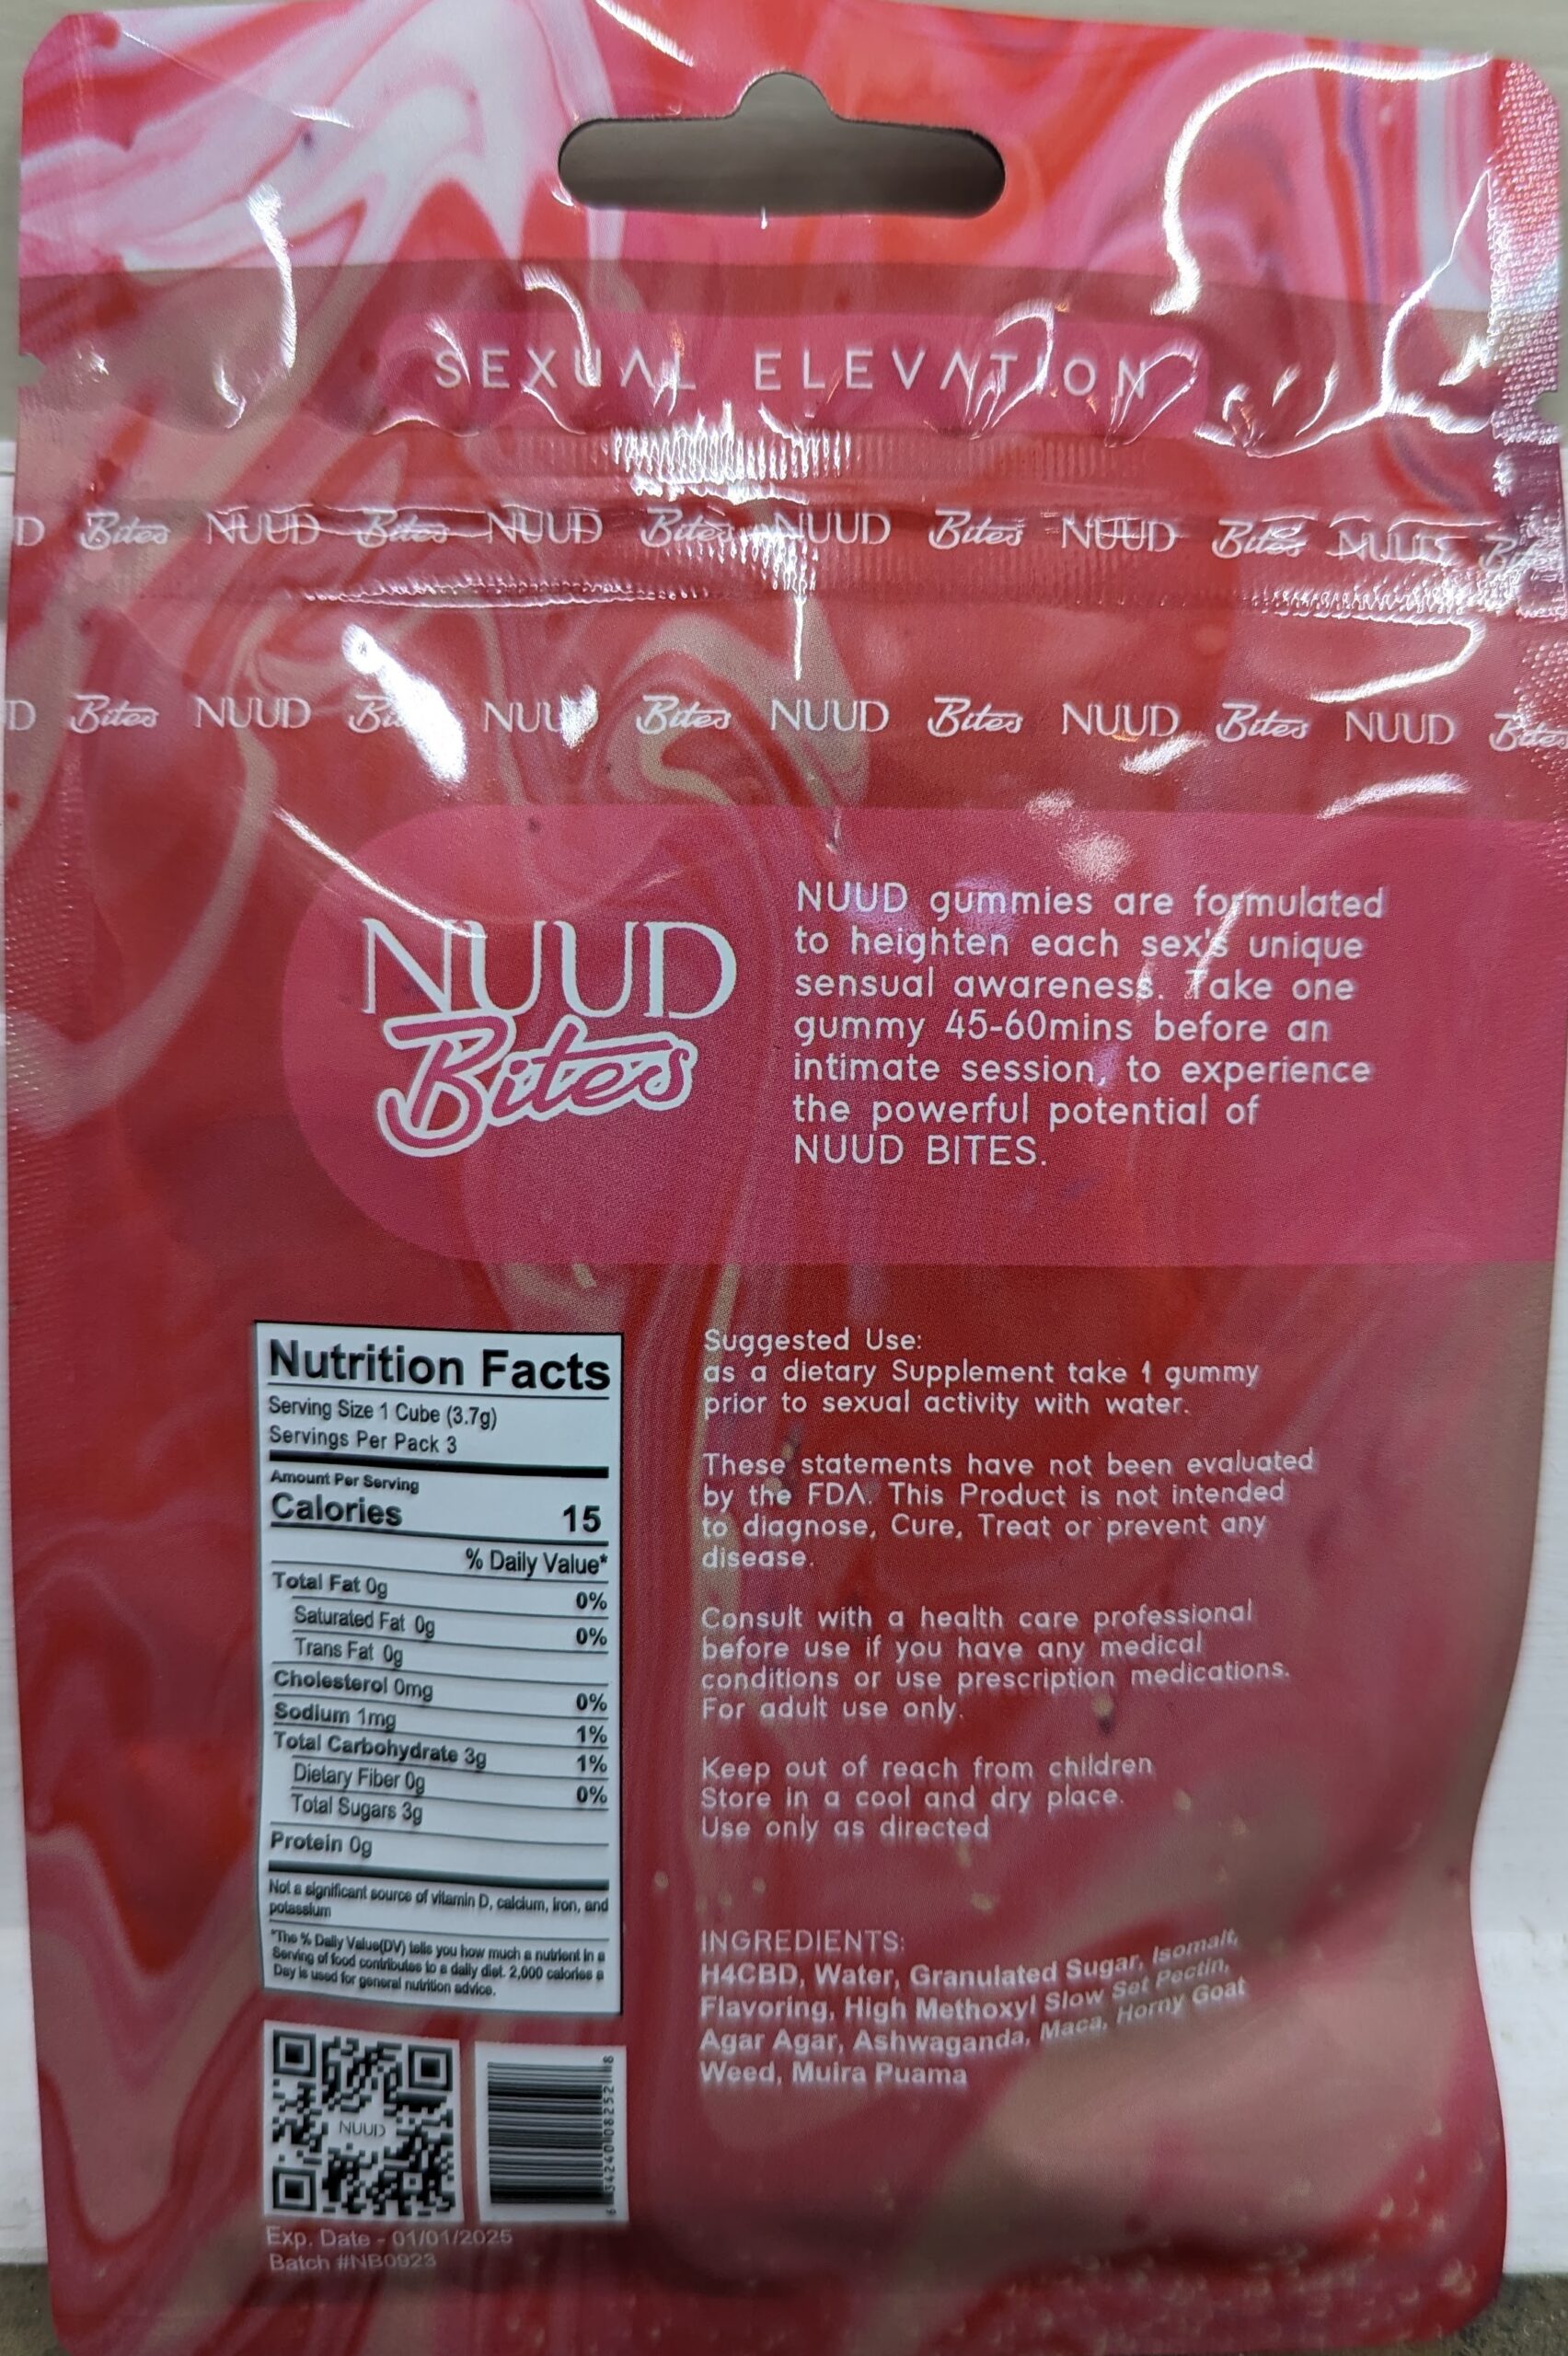 SEXUAL ELEVATION
D Bites NUUD Bites NUUD Bites NUUD Bites NUUD Bites NUUD
D Bites NUUD Bites NUUD Bites NUUD Bites NUUD Bites NUUD Bites
NUUD
Bites
NUUD gummies are formulated
to heighten each sex's unique
sensual awareness. Take one
gummy 45-60mins before an
intimate session, to experience
the powerful potential of
NUUD BITES.
Nutrition Facts
Serving Size 1 Cube (3.7g)
Servings Per Pack 3
Amount Per Serving
Calories 15
% Daily Value*
Total Fat 0g 0%
Saturated Fat 0g 0%
Trans Fat 0g
Cholesterol 0mg 0%
Sodium 1mg 1%
Total Carbohydrate 3g 1%
Dietary Fiber 0g 0%
Total Sugars 3g
Protein 0g
Not a significant source of vitamin D, calcium, iron, and
potassium
*The % Daily Value(DV) tells you how much a nutrient in a
Serving of food contributes to a daily diet. 2,000 calories a
Day is used for general nutrition advice.
Suggested Use:
as a dietary Supplement take 1 gummy
prior to sexual activity with water.
These statements have not been evaluated
by the FDA. This Product is not intended
to diagnose, Cure, Treat or prevent any
disease.
Consult with a health care professional
before use if you have any medical
conditions or use prescription medications.
For adult use only.
Keep out of reach from children
Store in a cool and dry place.
Use only as directed
INGREDIENTS:
H4CBD, Water, Granulated Sugar, Isomalt,
Flavoring, High Methoxyl Slow Set Pectin,
Agar Agar, Ashwaganda, Maca, Horny Goat
Weed, Muira Puama
NUUD
6 34240 08252 8
Exp. Date - 01/01/2025
Batch #NB0923